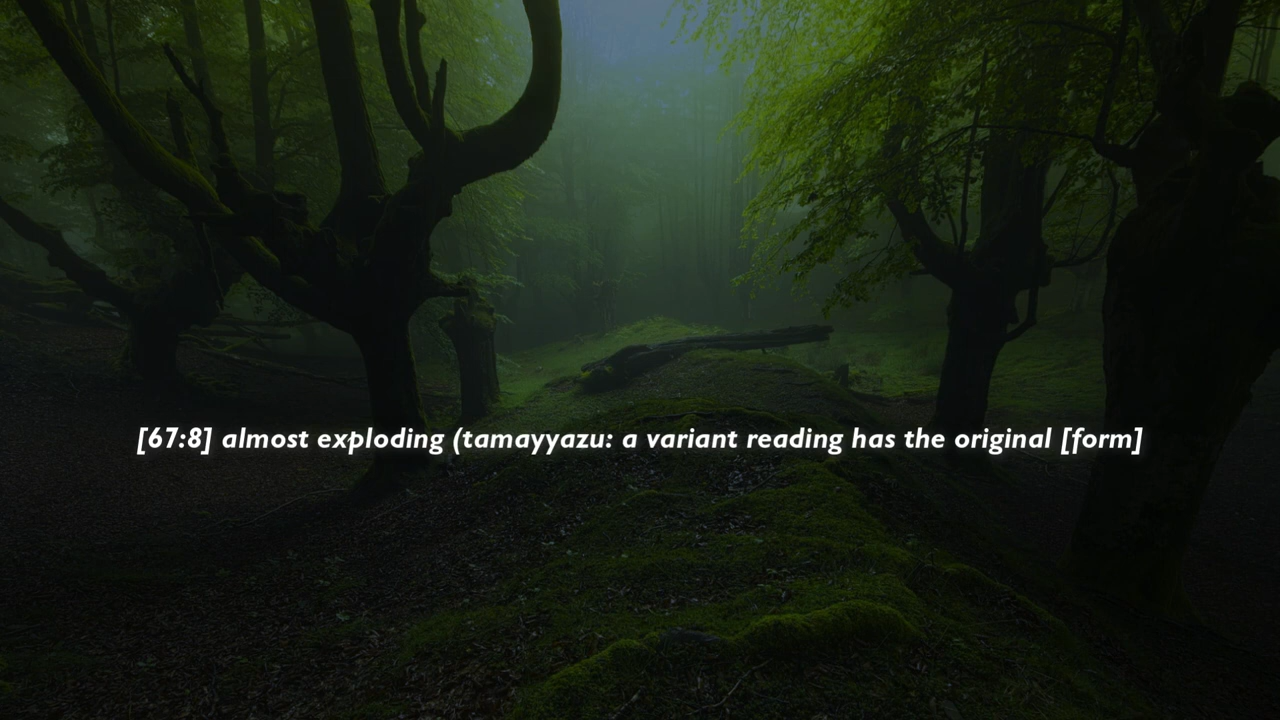 [67:8] almost exploding (tamayyazu: a variant reading has the original [form]